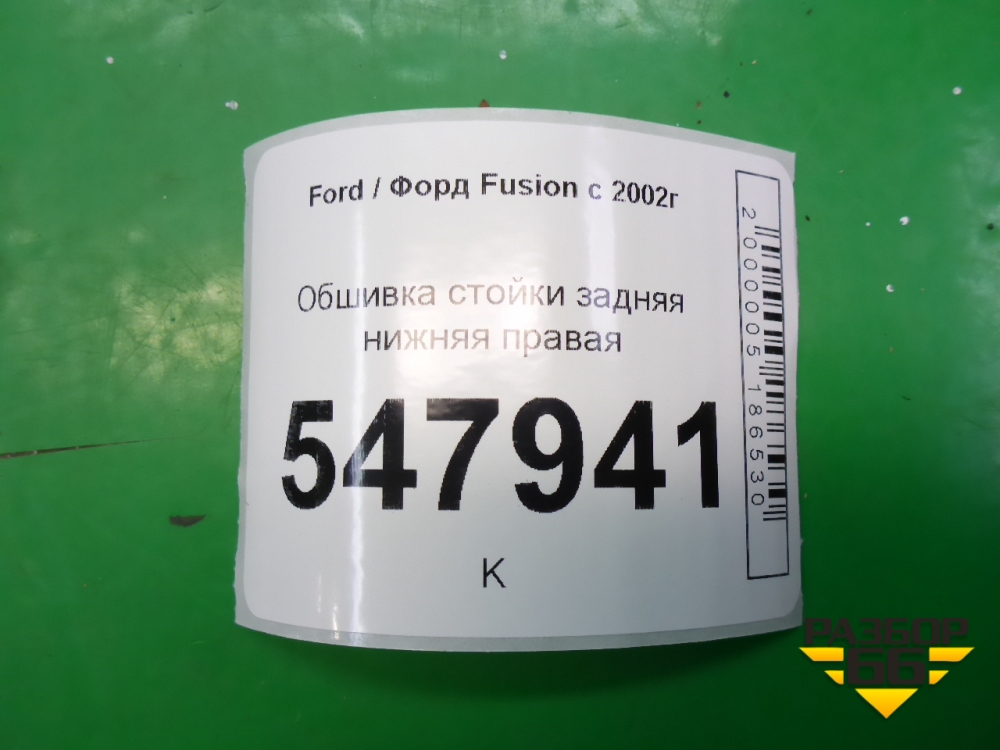 Ford / Форд Fusion с 2002г
Обшивка стойки задняя
нижняя правая
547941
К
2000005186530
РАЗБОР
66